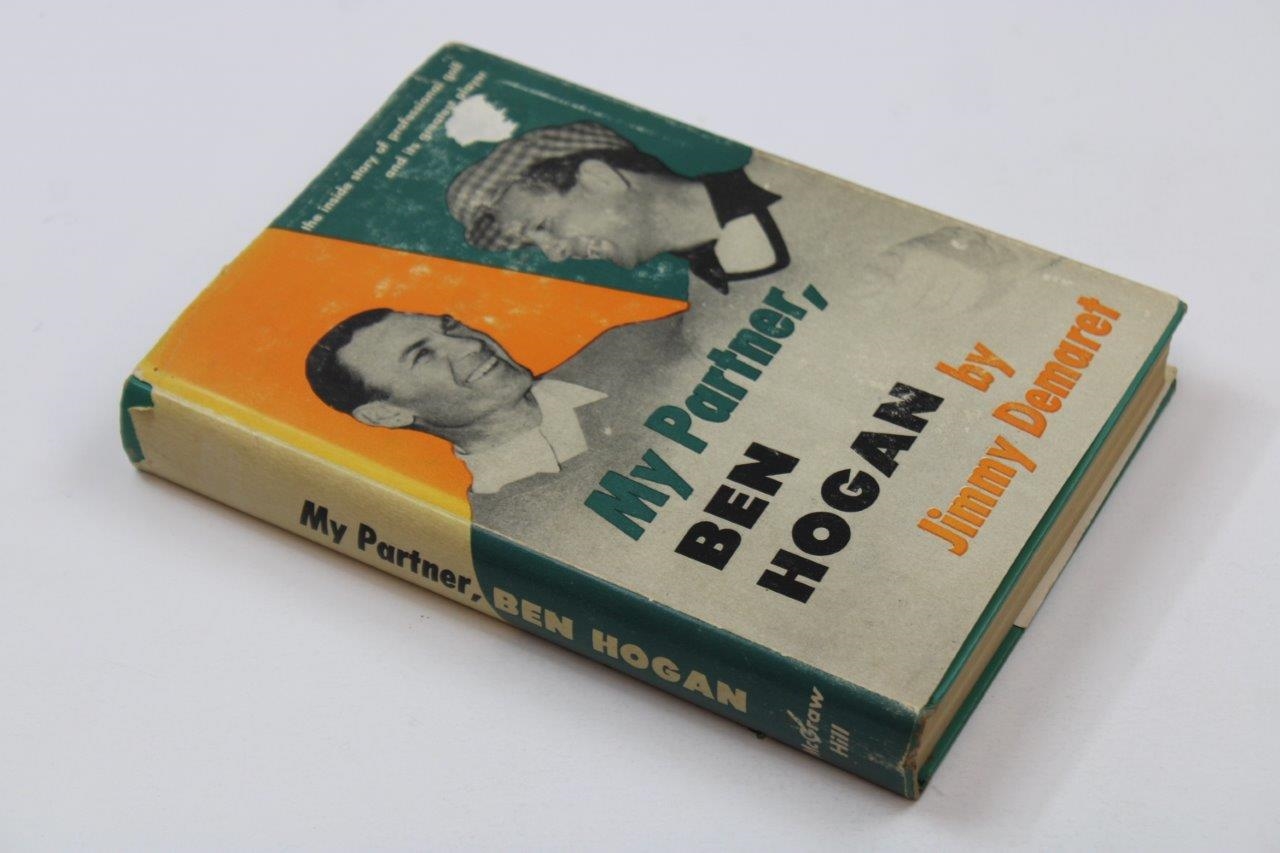 the inside story of professional golf
and its greatest player
My Partner,
BEN
HOGAN
by
Jimmy Demaret
My Partner, BEN HOGAN
McGraw
Hill